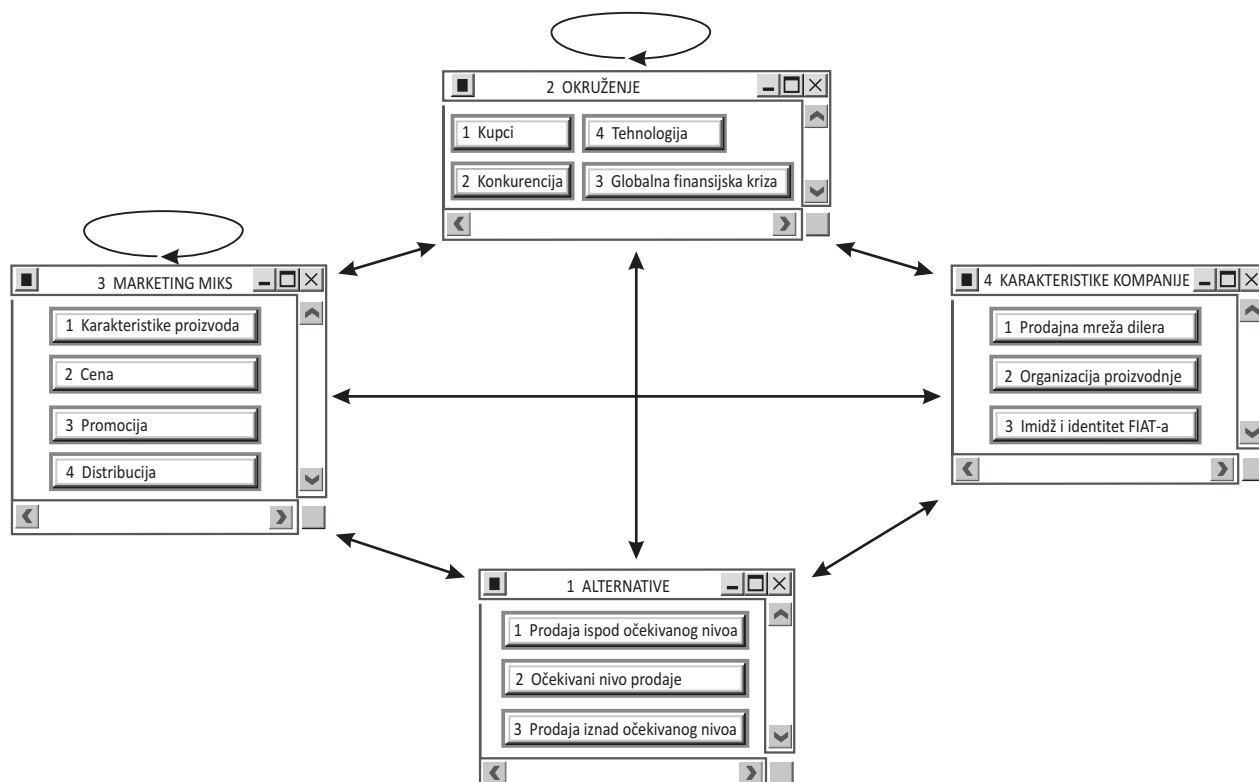 2 OKRUŽENJE
1 Kupci
4 Tehnologija
2 Konkurencija
3 Globalna finansijska kriza
3 MARKETING MIKS
1 Karakteristike proizvoda
2 Cena
3 Promocija
4 Distribucija
4 KARAKTERISTIKE KOMPANIJE
1 Prodajna mreža dilera
2 Organizacija proizvodnje
3 Imidž i identitet FIAT-a
1 ALTERNATIVE
1 Prodaja ispod očekivanog nivoa
2 Očekivani nivo prodaje
3 Prodaja iznad očekivanog nivoa